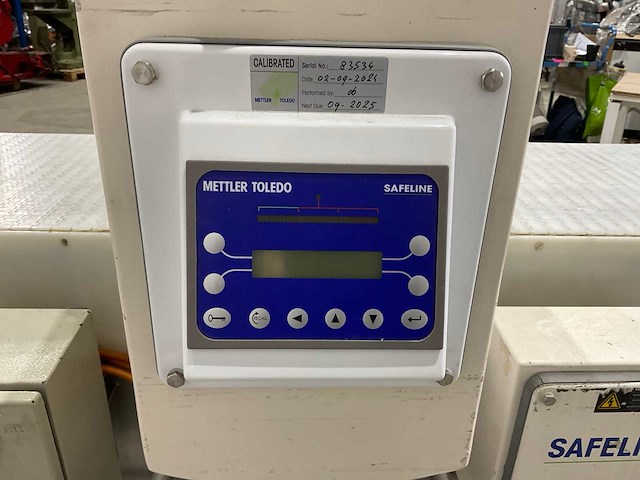 CALIBRATED
Serial No.: 83534
Date 02-09-2024
Performed by
METTLER TOLEDO
Next Due 09-2025
METTLER TOLEDO
SAFELINE
RECALL
SAFELI